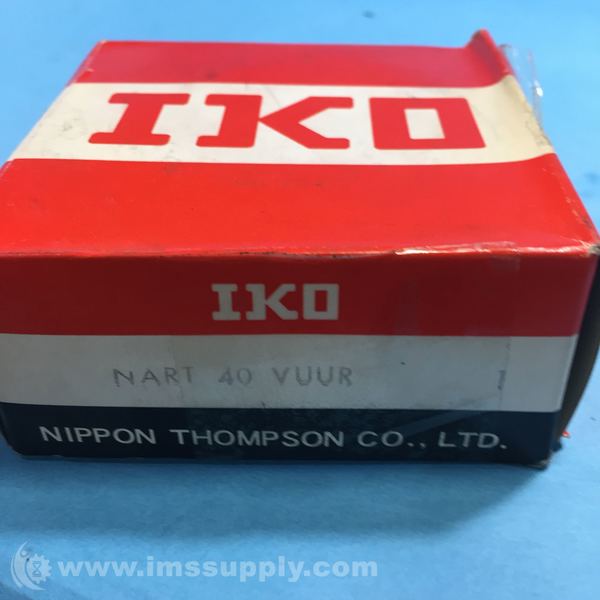 IKO
IKO
NART 40 VUUR 1
NIPPON THOMPSON CO., LTD.
www.imssupply.com